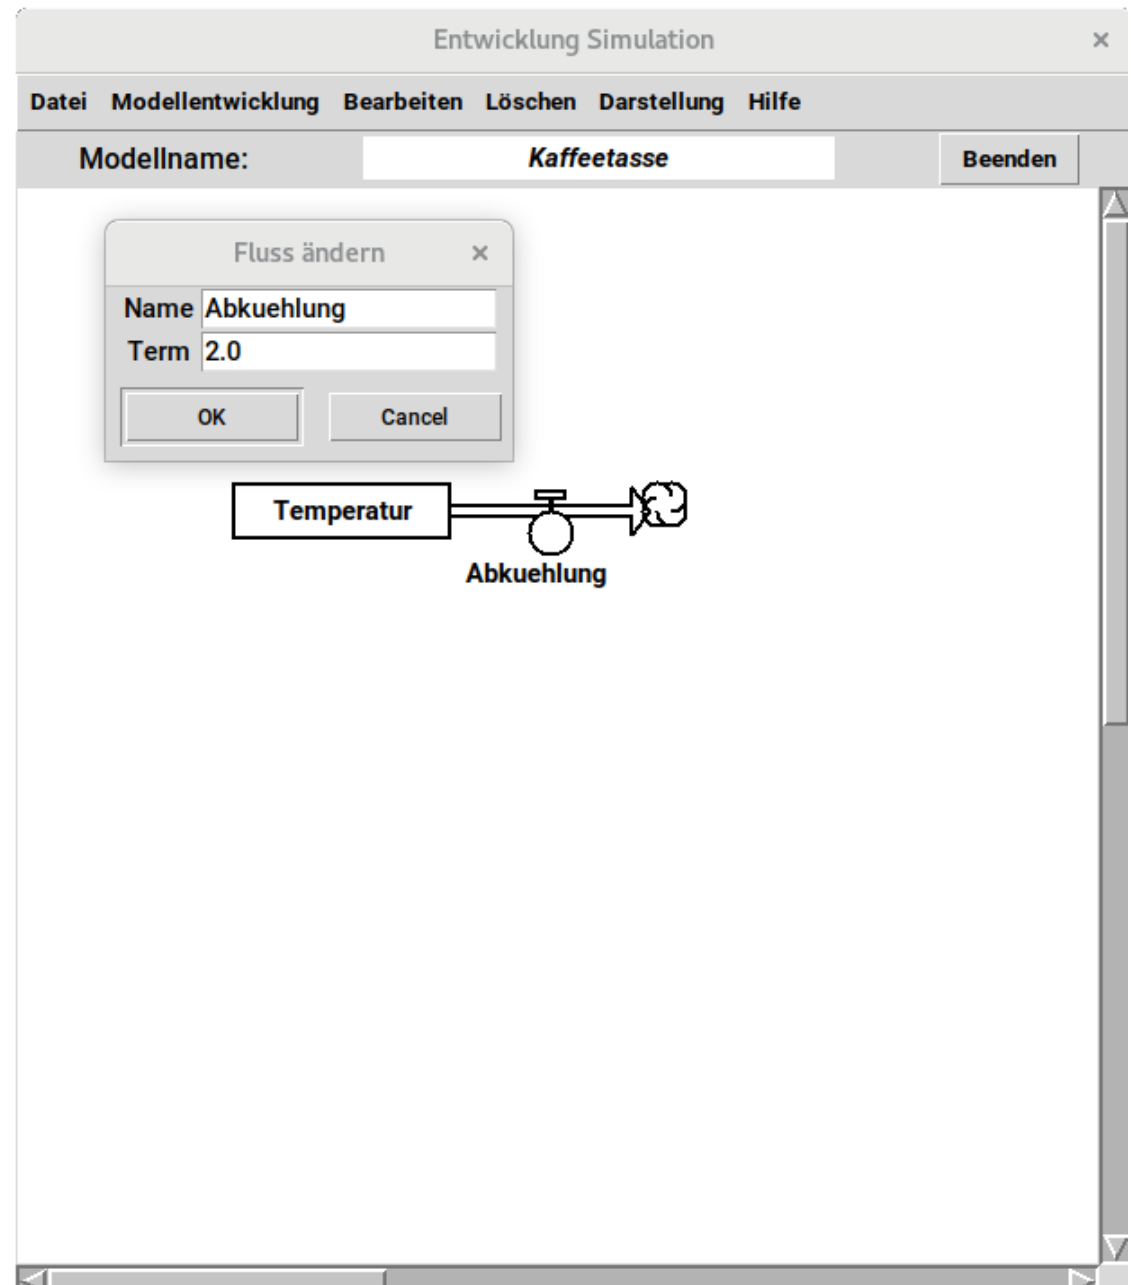 Entwicklung Simulation
Datei Modellentwicklung Bearbeiten Löschen Darstellung Hilfe
Modellname: Kaffeetasse Beenden
Fluss ändern
Name Abkuehlung
Term 2.0
OK Cancel
Temperatur
Abkuehlung